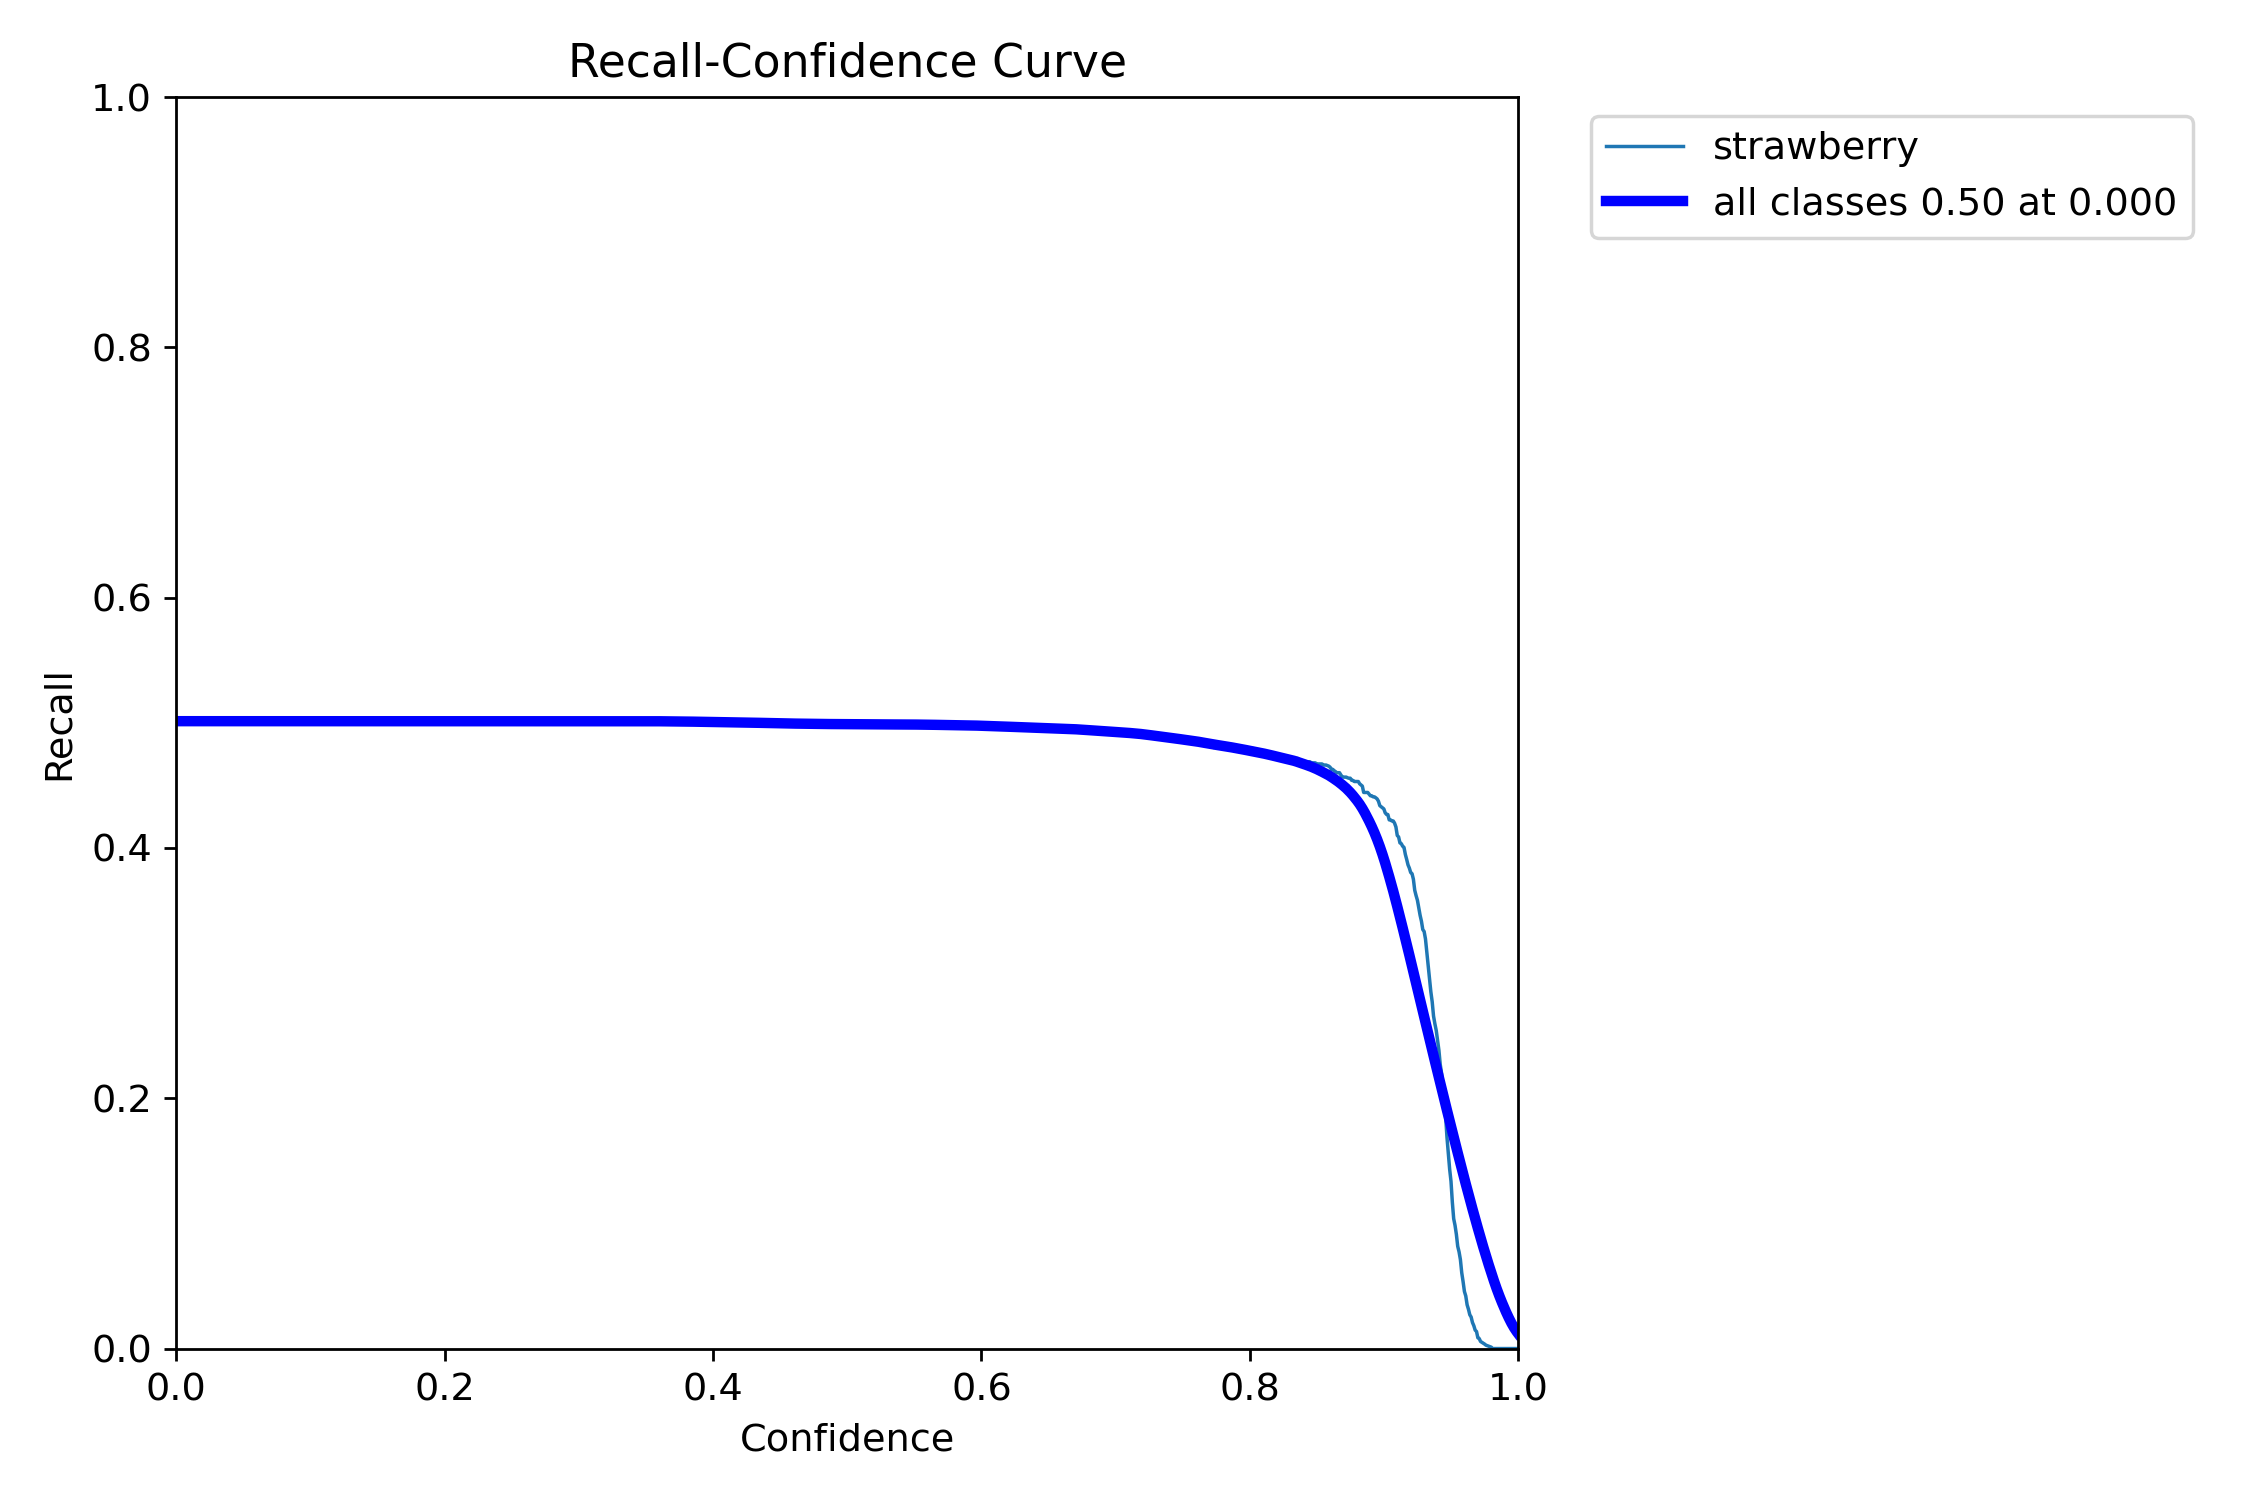 Recall-Confidence Curve
strawberry
all classes 0.50 at 0.000
1.0
0.8
0.6
0.4
0.2
0.0
Recall
0.0 0.2 0.4 0.6 0.8 1.0
Confidence